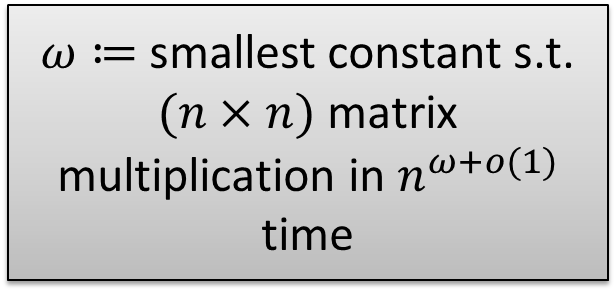 ω := smallest constant s.t.
(n × n) matrix
multiplication in n^{ω+o(1)}
time